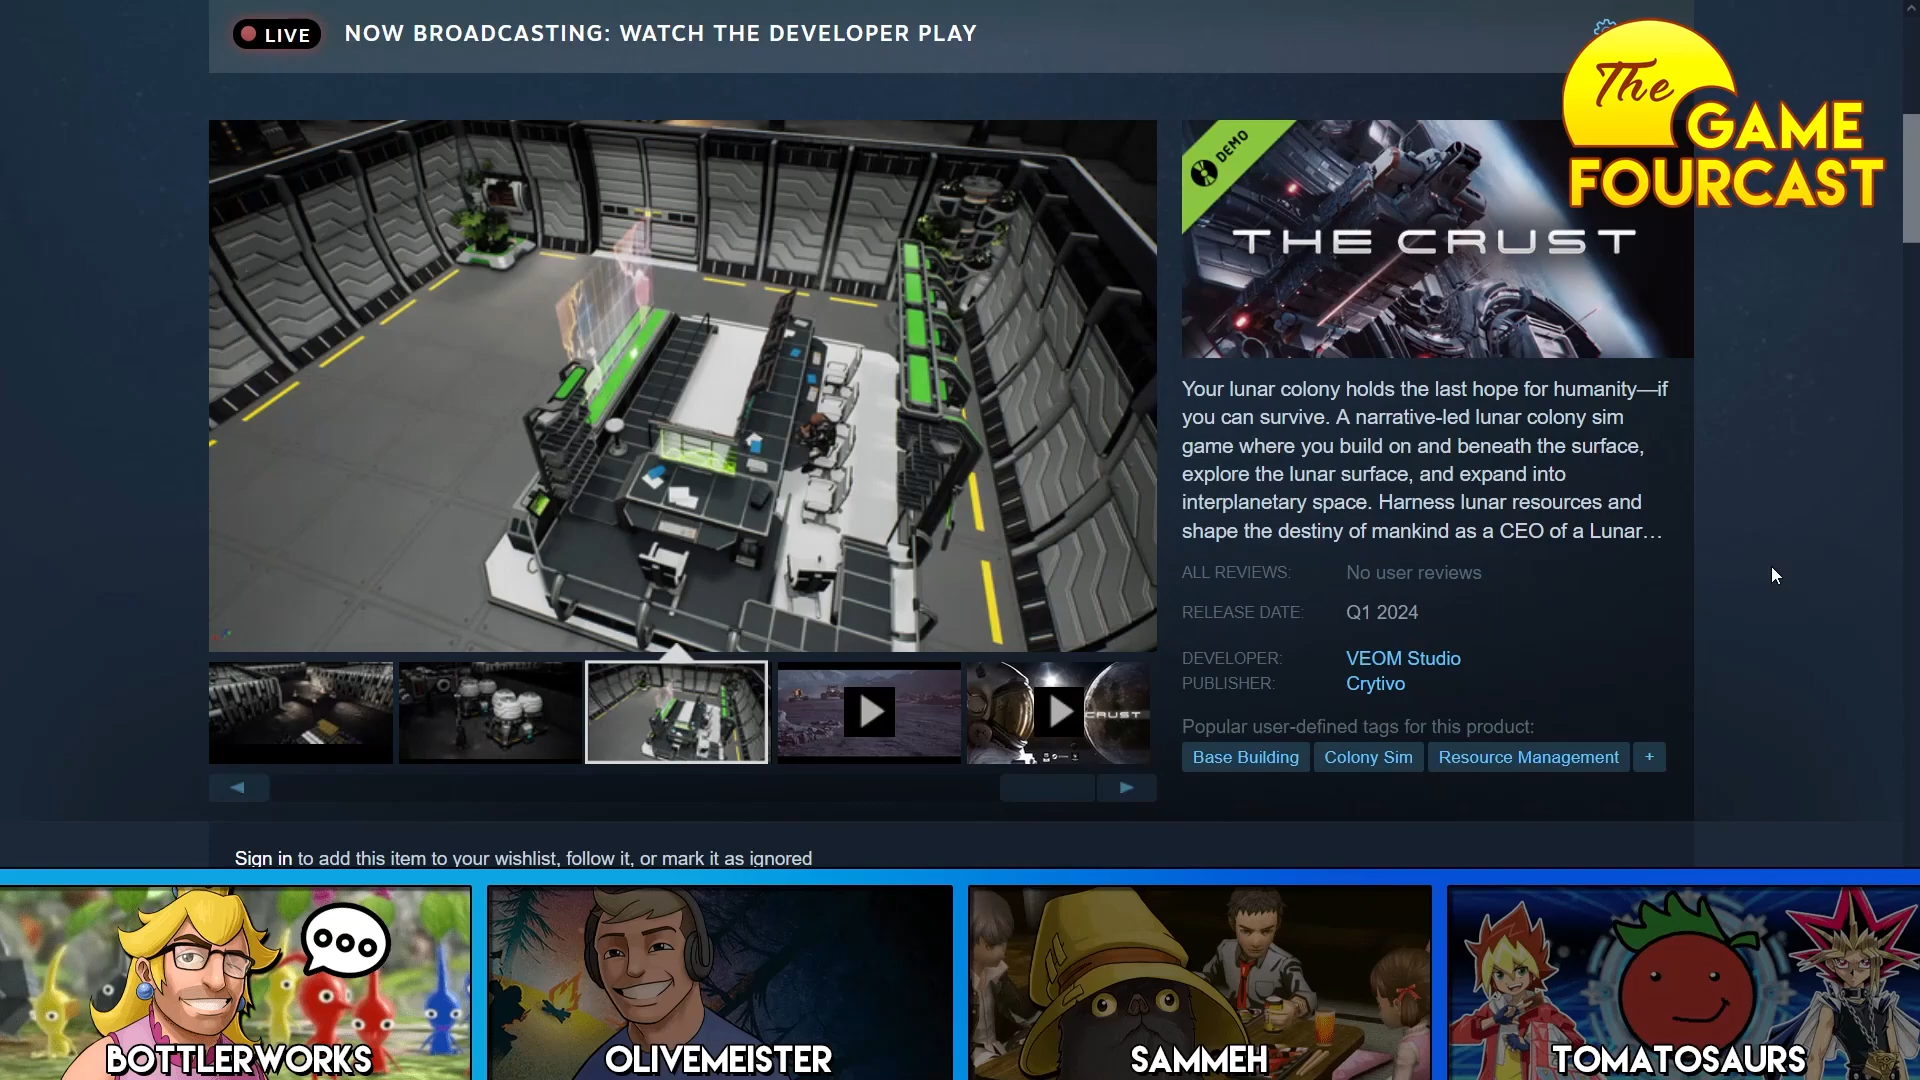 LIVE
NOW BROADCASTING: WATCH THE DEVELOPER PLAY
The
GAME
FOURCAST
DEMO
THE CRUST
Your lunar colony holds the last hope for humanity—if
you can survive. A narrative-led lunar colony sim
game where you build on and beneath the surface,
explore the lunar surface, and expand into
interplanetary space. Harness lunar resources and
shape the destiny of mankind as a CEO of a Lunar…
ALL REVIEWS: No user reviews
RELEASE DATE: Q1 2024
DEVELOPER: VEOM Studio
PUBLISHER: Crytivo
Popular user-defined tags for this product:
Base Building Colony Sim Resource Management +
CRUST
Sign in to add this item to your wishlist, follow it, or mark it as ignored
BOTTLERWORKS
OLIVEMEISTER
SAMMEH
TOMATOSAURS